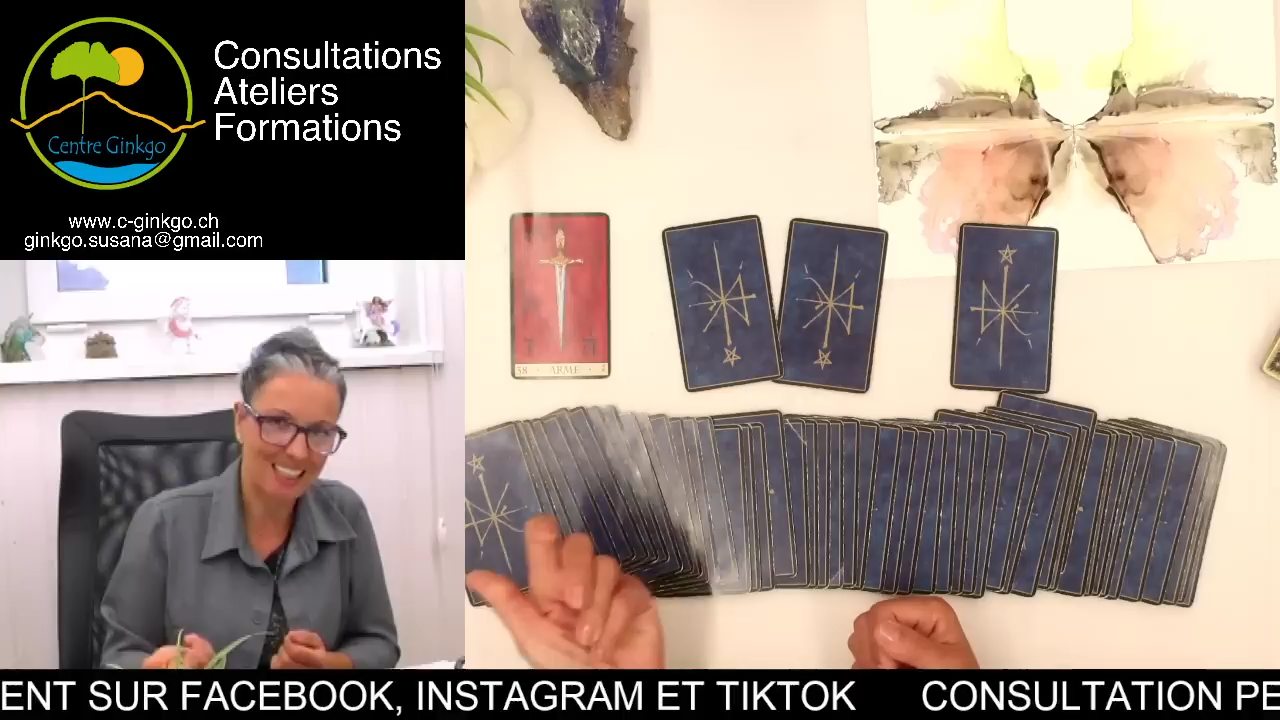 Consultations
Ateliers
Formations
Centre Ginkgo
www.c-ginkgo.ch
ginkgo.susana@gmail.com
38 · ARME ·
ENT SUR FACEBOOK, INSTAGRAM ET TIKTOK CONSULTATION PE